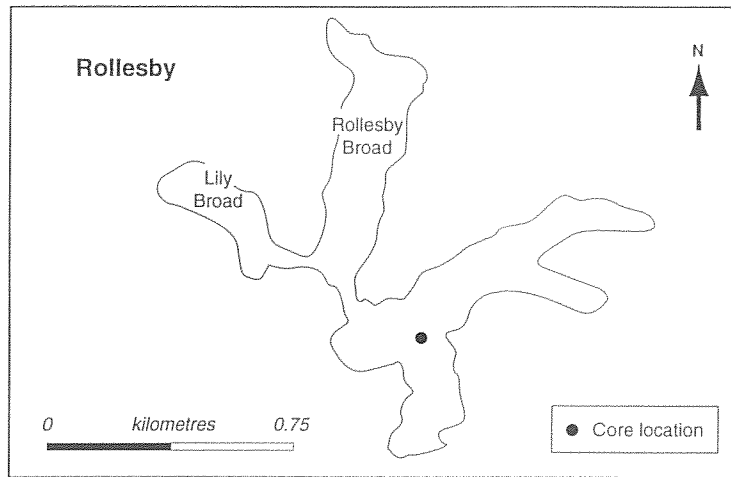 Rollesby
N
Rollesby
Broad
Lily
Broad
0 kilometres 0.75
Core location